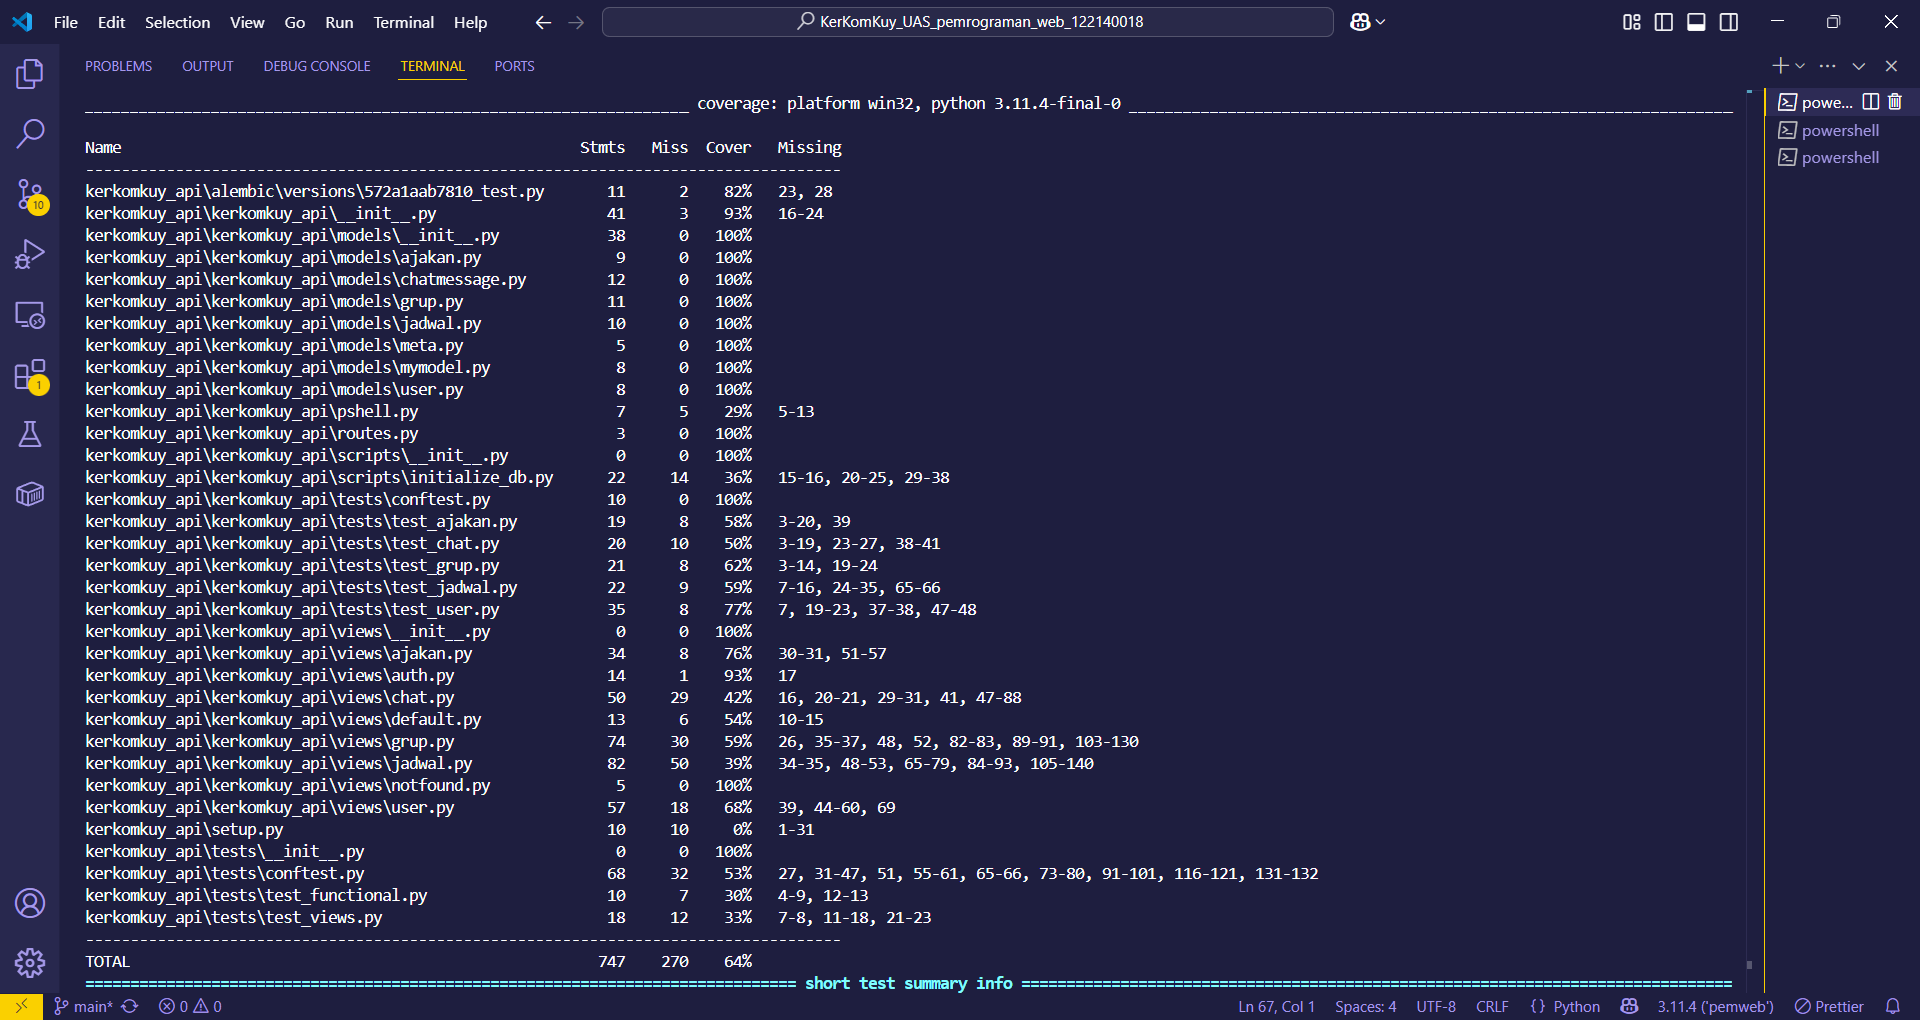 File Edit Selection View Go Run Terminal Help
KerKomKuy_UAS_pemrograman_web_122140018
PROBLEMS OUTPUT DEBUG CONSOLE TERMINAL PORTS
coverage: platform win32, python 3.11.4-final-0
Name Stmts Miss Cover Missing
kerkomkuy_api\alembic\versions\572a1aab7810_test.py 11 2 82% 23, 28
kerkomkuy_api\kerkomkuy_api\__init__.py 41 3 93% 16-24
kerkomkuy_api\kerkomkuy_api\models\__init__.py 38 0 100%
kerkomkuy_api\kerkomkuy_api\models\ajakan.py 9 0 100%
kerkomkuy_api\kerkomkuy_api\models\chatmessage.py 12 0 100%
kerkomkuy_api\kerkomkuy_api\models\grup.py 11 0 100%
kerkomkuy_api\kerkomkuy_api\models\jadwal.py 10 0 100%
kerkomkuy_api\kerkomkuy_api\models\meta.py 5 0 100%
kerkomkuy_api\kerkomkuy_api\models\mymodel.py 8 0 100%
kerkomkuy_api\kerkomkuy_api\models\user.py 8 0 100%
kerkomkuy_api\kerkomkuy_api\pshell.py 7 5 29% 5-13
kerkomkuy_api\kerkomkuy_api\routes.py 3 0 100%
kerkomkuy_api\kerkomkuy_api\scripts\__init__.py 0 0 100%
kerkomkuy_api\kerkomkuy_api\scripts\initialize_db.py 22 14 36% 15-16, 20-25, 29-38
kerkomkuy_api\kerkomkuy_api\tests\conftest.py 10 0 100%
kerkomkuy_api\kerkomkuy_api\tests\test_ajakan.py 19 8 58% 3-20, 39
kerkomkuy_api\kerkomkuy_api\tests\test_chat.py 20 10 50% 3-19, 23-27, 38-41
kerkomkuy_api\kerkomkuy_api\tests\test_grup.py 21 8 62% 3-14, 19-24
kerkomkuy_api\kerkomkuy_api\tests\test_jadwal.py 22 9 59% 7-16, 24-35, 65-66
kerkomkuy_api\kerkomkuy_api\tests\test_user.py 35 8 77% 7, 19-23, 37-38, 47-48
kerkomkuy_api\kerkomkuy_api\views\__init__.py 0 0 100%
kerkomkuy_api\kerkomkuy_api\views\ajakan.py 34 8 76% 30-31, 51-57
kerkomkuy_api\kerkomkuy_api\views\auth.py 14 1 93% 17
kerkomkuy_api\kerkomkuy_api\views\chat.py 50 29 42% 16, 20-21, 29-31, 41, 47-88
kerkomkuy_api\kerkomkuy_api\views\default.py 13 6 54% 10-15
kerkomkuy_api\kerkomkuy_api\views\grup.py 74 30 59% 26, 35-37, 48, 52, 82-83, 89-91, 103-130
kerkomkuy_api\kerkomkuy_api\views\jadwal.py 82 50 39% 34-35, 48-53, 65-79, 84-93, 105-140
kerkomkuy_api\kerkomkuy_api\views\notfound.py 5 0 100%
kerkomkuy_api\kerkomkuy_api\views\user.py 57 18 68% 39, 44-60, 69
kerkomkuy_api\setup.py 10 10 0% 1-31
kerkomkuy_api\tests\__init__.py 0 0 100%
kerkomkuy_api\tests\conftest.py 68 32 53% 27, 31-47, 51, 55-61, 65-66, 73-80, 91-101, 116-121, 131-132
kerkomkuy_api\tests\test_functional.py 10 7 30% 4-9, 12-13
kerkomkuy_api\tests\test_views.py 18 12 33% 7-8, 11-18, 21-23
TOTAL 747 270 64%
short test summary info
powe...
powershell
powershell
10
1
main* 0 0 Ln 67, Col 1 Spaces: 4 UTF-8 CRLF {} Python 3.11.4 ('pemweb') Prettier